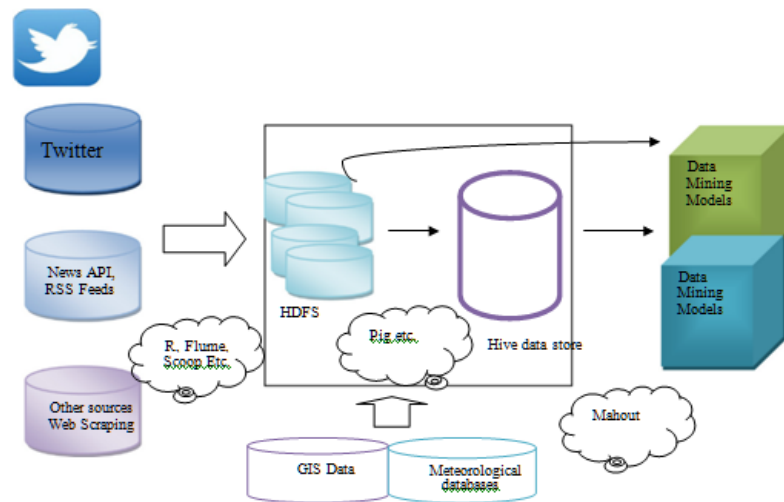 Twitter
News API,
RSS Feeds
Other sources
Web Scraping
R, Flume,
Scoop Etc
HDFS
Pig etc.
Hive data store
GIS Data
Meteorological
databases
Mahout
Data
Mining
Models
Data
Mining
Models